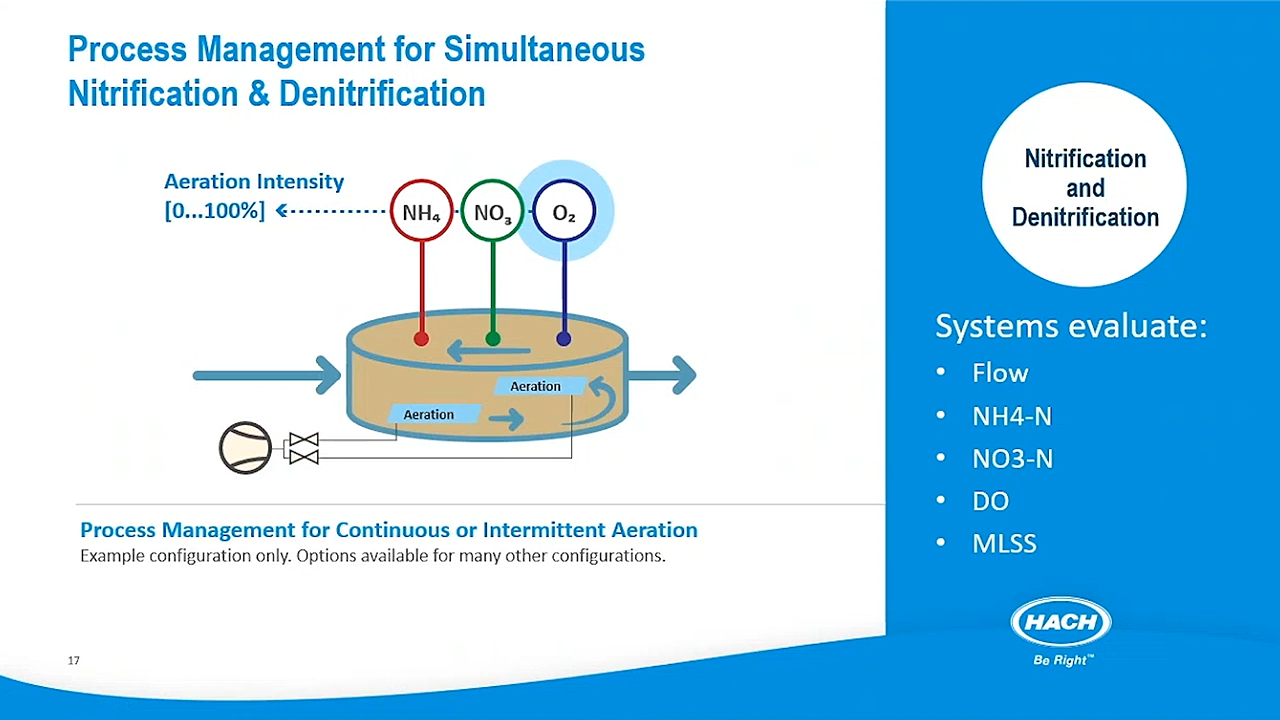 Process Management for Simultaneous
Nitrification & Denitrification
Aeration Intensity
[0...100%]
NH₄
NO₃
O₂
Aeration
Aeration
Process Management for Continuous or Intermittent Aeration
Example configuration only. Options available for many other configurations.
17
Nitrification
and
Denitrification
Systems evaluate:
• Flow
• NH4-N
• NO3-N
• DO
• MLSS
HACH
Be Right™